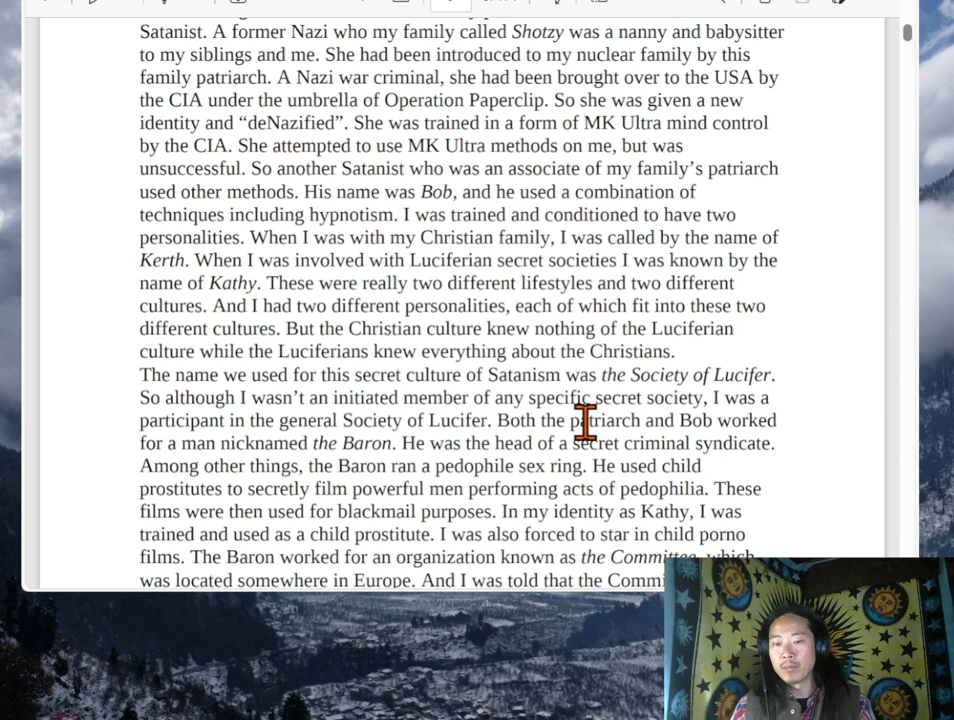 Satanist. A former Nazi who my family called Shotzy was a nanny and babysitter
to my siblings and me. She had been introduced to my nuclear family by this
family patriarch. A Nazi war criminal, she had been brought over to the USA by
the CIA under the umbrella of Operation Paperclip. So she was given a new
identity and “deNazified”. She was trained in a form of MK Ultra mind control
by the CIA. She attempted to use MK Ultra methods on me, but was
unsuccessful. So another Satanist who was an associate of my family’s patriarch
used other methods. His name was Bob, and he used a combination of
techniques including hypnotism. I was trained and conditioned to have two
personalities. When I was with my Christian family, I was called by the name of
Kerth. When I was involved with Luciferian secret societies I was known by the
name of Kathy. These were really two different lifestyles and two different
cultures. And I had two different personalities, each of which fit into these two
different cultures. But the Christian culture knew nothing of the Luciferian
culture while the Luciferians knew everything about the Christians.
The name we used for this secret culture of Satanism was the Society of Lucifer.
So although I wasn’t an initiated member of any specific secret society, I was a
participant in the general Society of Lucifer. Both the patriarch and Bob worked
for a man nicknamed the Baron. He was the head of a secret criminal syndicate.
Among other things, the Baron ran a pedophile sex ring. He used child
prostitutes to secretly film powerful men performing acts of pedophilia. These
films were then used for blackmail purposes. In my identity as Kathy, I was
trained and used as a child prostitute. I was also forced to star in child porno
films. The Baron worked for an organization known as the Committee, which
was located somewhere in Europe. And I was told that the Commi